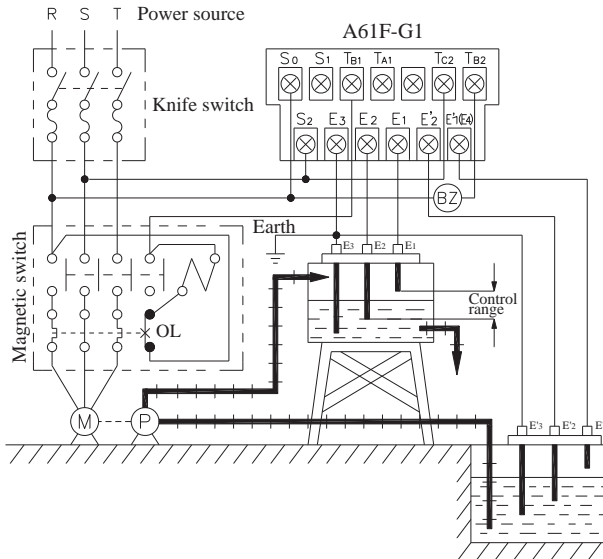 R S T Power source
A61F-G1
S0 S1 TB1 TA1 TC2 TB2
Knife switch
S2 E3 E2 E1 E'2 E'1(E4)
BZ
Earth
E3 E2 E1
Magnetic switch
Control
range
OL
M P
E'3 E'2